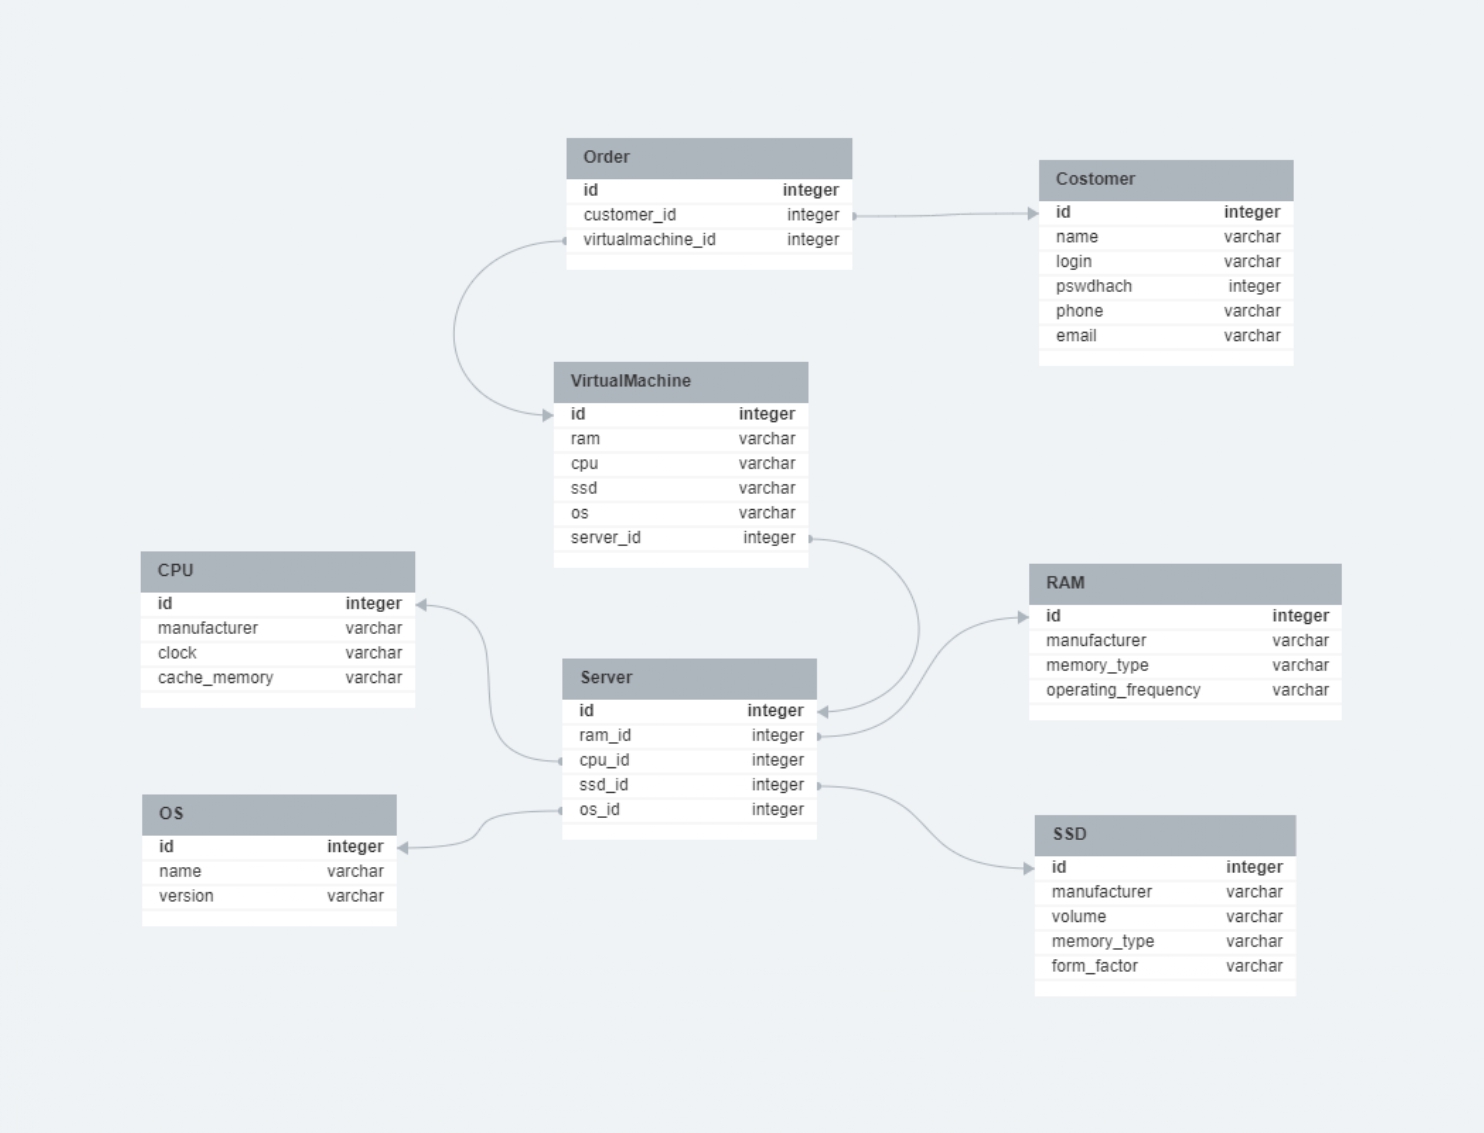 Order
id integer
customer_id integer
virtualmachine_id integer
Costomer
id integer
name varchar
login varchar
pswdhach integer
phone varchar
email varchar
VirtualMachine
id integer
ram varchar
cpu varchar
ssd varchar
os varchar
server_id integer
CPU
id integer
manufacturer varchar
clock varchar
cache_memory varchar
RAM
id integer
manufacturer varchar
memory_type varchar
operating_frequency varchar
Server
id integer
ram_id integer
cpu_id integer
ssd_id integer
os_id integer
OS
id integer
name varchar
version varchar
SSD
id integer
manufacturer varchar
volume varchar
memory_type varchar
form_factor varchar